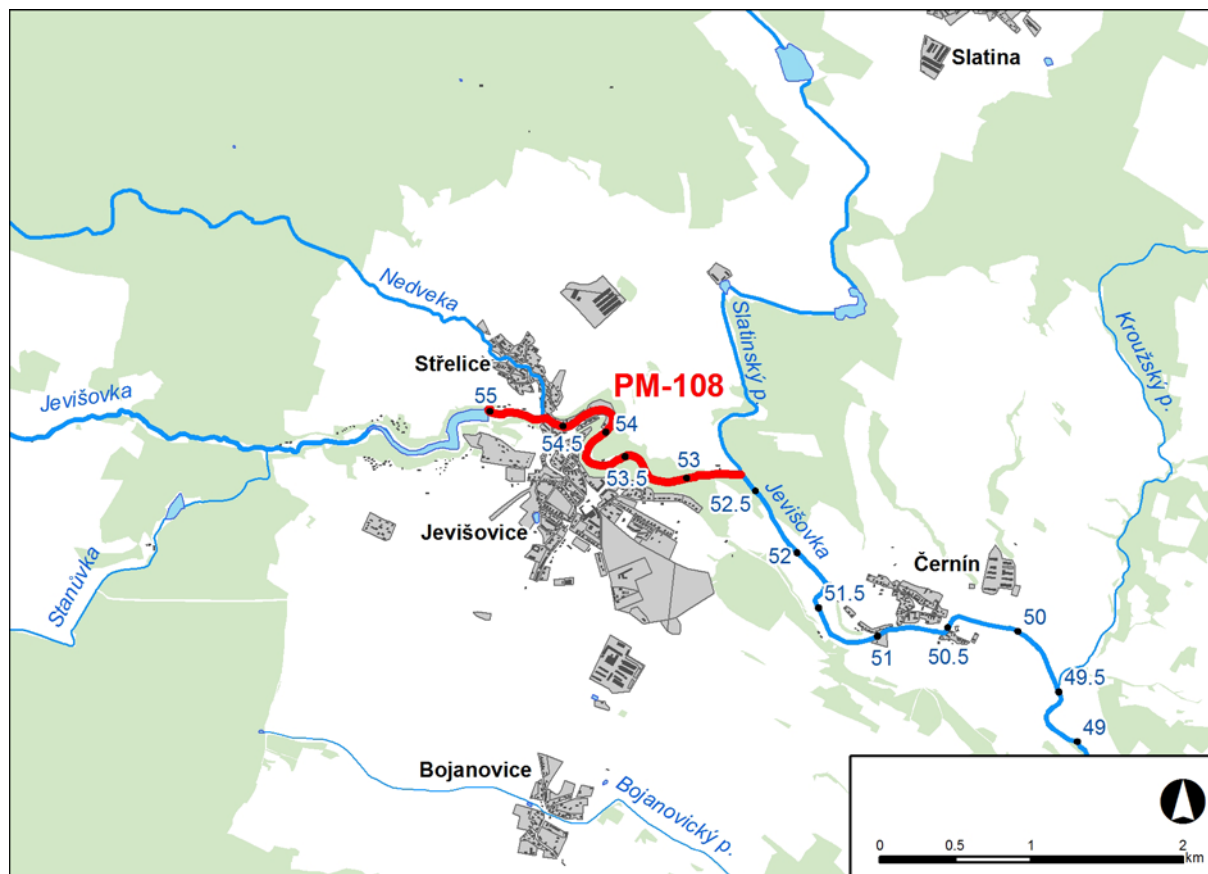 Slatina
Nedveka
Slatinský p.
Kroužský p.
Střelice
PM-108
Jevišovka
55
54.5
54
53.5
53
52.5
Jevišovice
Jevišovka
52
Černín
51.5
51
50.5
50
49.5
49
Stanůvka
Bojanovice
Bojanovický p.
0 0.5 1 2
km